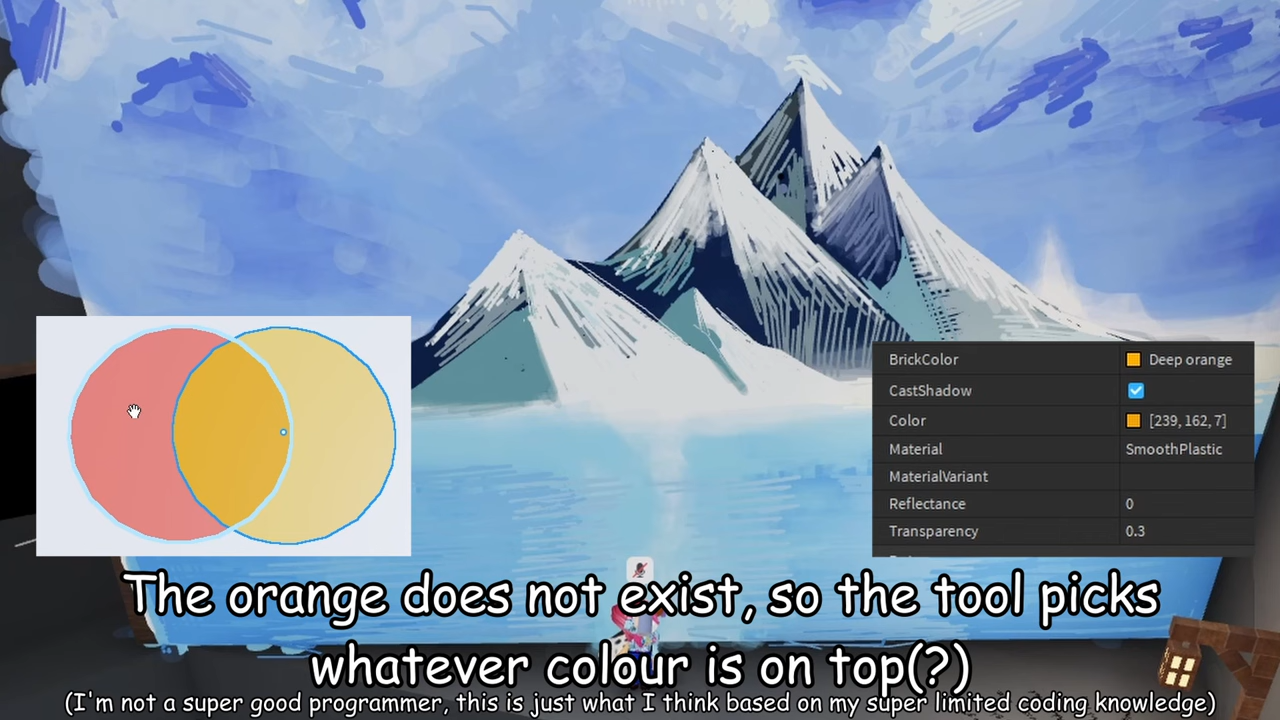 BrickColor Deep orange
CastShadow
Color [239, 162, 7]
Material SmoothPlastic
MaterialVariant
Reflectance 0
Transparency 0.3
The orange does not exist, so the tool picks
whatever colour is on top(?)
(I'm not a super good programmer, this is just what I think based on my super limited coding knowledge)